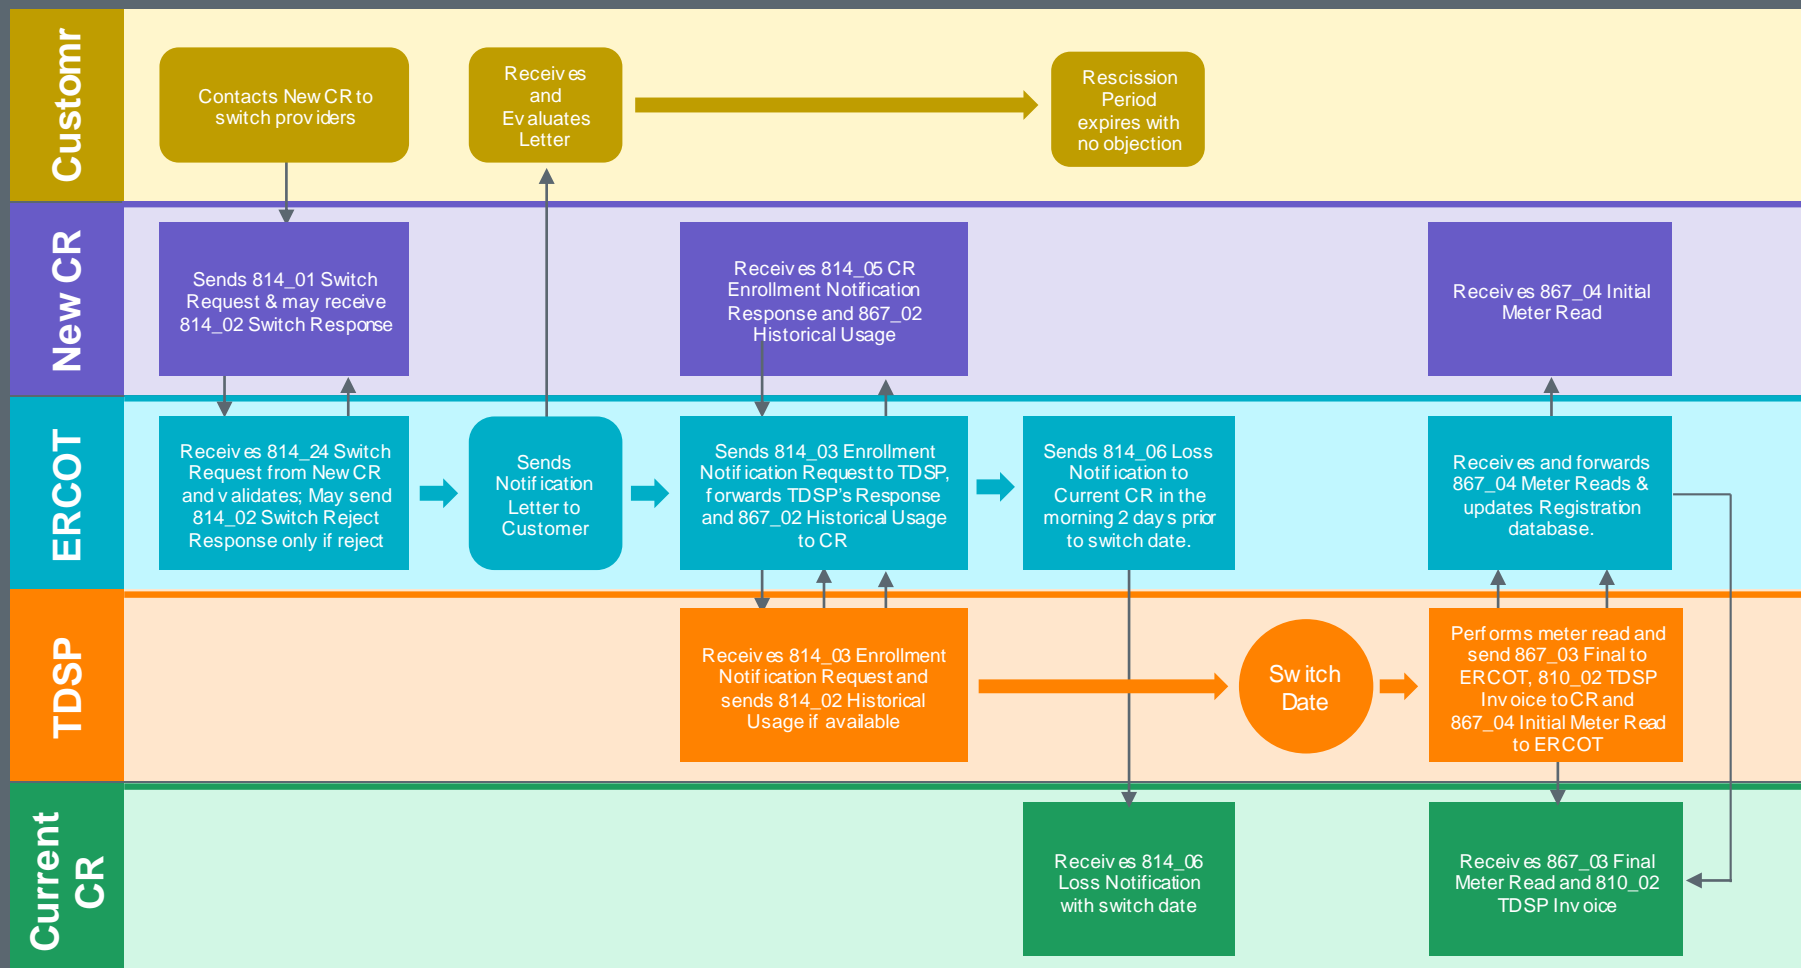 Customr
Contacts New CR to
switch providers
Receives
and
Evaluates
Letter
Rescission
Period
expires with
no objection
New CR
Sends 814_01 Switch
Request & may receive
814_02 Switch Response
Receives 814_05 CR
Enrollment Notification
Response and 867_02
Historical Usage
Receives 867_04 Initial
Meter Read
ERCOT
Receives 814_24 Switch
Request from New CR
and validates; May send
814_02 Switch Reject
Response only if reject
Sends
Notification
Letter to
Customer
Sends 814_03 Enrollment
Notification Request to TDSP,
forwards TDSP's Response
and 867_02 Historical Usage
to CR
Sends 814_06 Loss
Notification to
Current CR in the
morning 2 days prior
to switch date.
Receives and forwards
867_04 Meter Reads &
updates Registration
database.
TDSP
Receives 814_03 Enrollment
Notification Request and
sends 814_02 Historical
Usage if available
Switch
Date
Performs meter read and
send 867_03 Final to
ERCOT, 810_02 TDSP
Invoice to CR and
867_04 Initial Meter Read
to ERCOT
Current
CR
Receives 814_06
Loss Notification
with switch date
Receives 867_03 Final
Meter Read and 810_02
TDSP Invoice